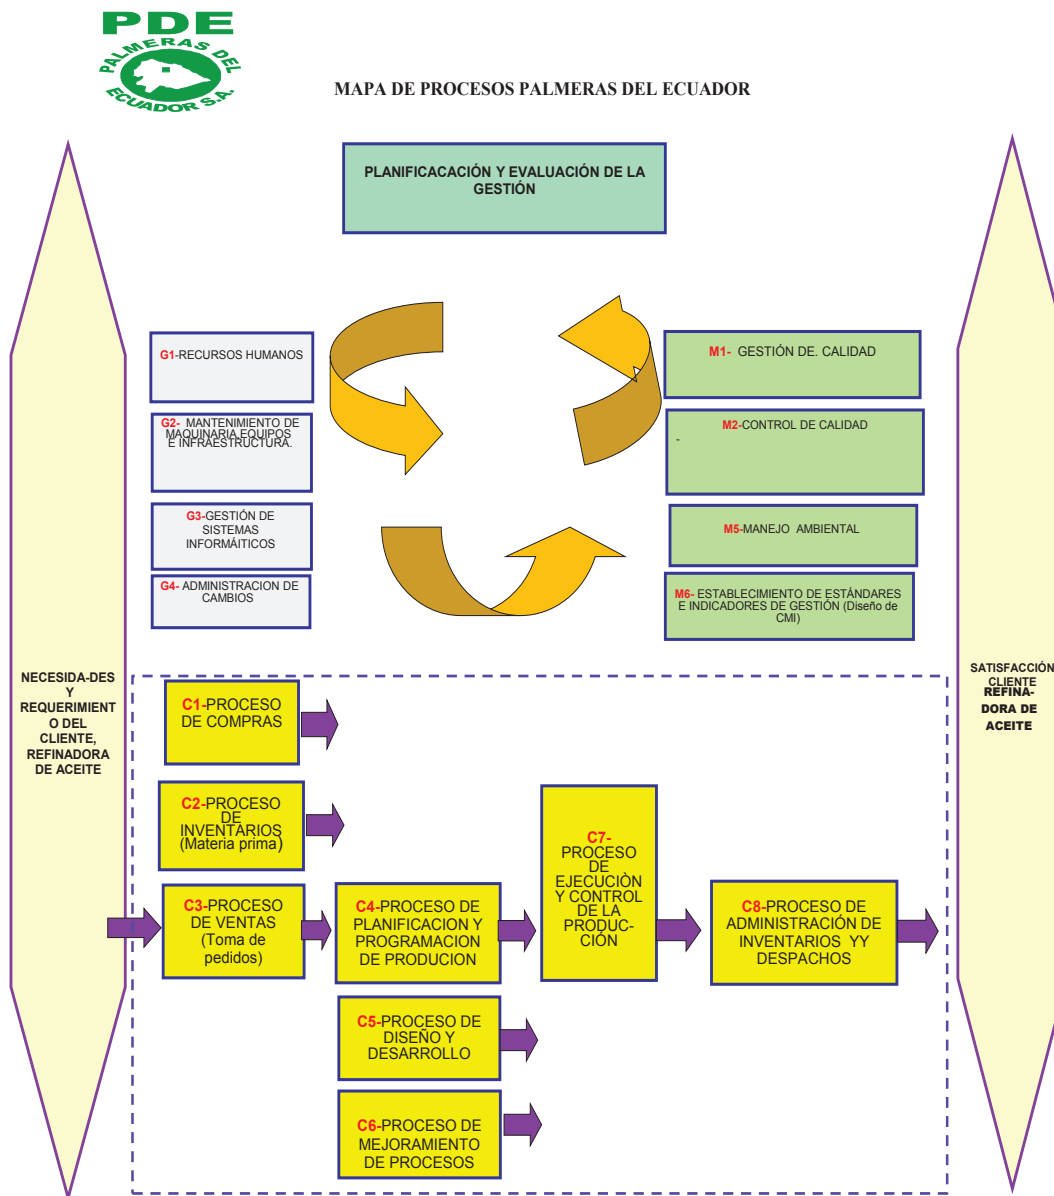 PDE
PALMERAS DEL
ECUADOR S.A.
MAPA DE PROCESOS PALMERAS DEL ECUADOR
PLANIFICACACIÓN Y EVALUACIÓN DE LA
GESTIÓN
G1-RECURSOS HUMANOS
G2- MANTENIMIENTO DE
MAQUINARIA EQUIPOS
E INFRAESTRUCTURA.
G3-GESTIÓN DE
SISTEMAS
INFORMÁITICOS
G4- ADMINISTRACION DE
CAMBIOS
M1- GESTIÓN DE. CALIDAD
M2-CONTROL DE CALIDAD
-
M5-MANEJO AMBIENTAL
M6- ESTABLECIMIENTO DE ESTÁNDARES
E INDICADORES DE GESTIÓN (Diseño de
CMI)
NECESIDA-DES
Y
REQUERIMIENT
O DEL
CLIENTE,
REFINADORA
DE ACEITE
C1-PROCESO
DE COMPRAS
C2-PROCESO
DE
INVENTARIOS
(Materia prima)
C3-PROCESO
DE VENTAS
(Toma de
pedidos)
C4-PROCESO DE
PLANIFICACION Y
PROGRAMACION
DE PRODUCION
C5-PROCESO DE
DISEÑO Y
DESARROLLO
C6-PROCESO DE
MEJORAMIENTO
DE PROCESOS
C7-
PROCESO
DE
EJECUCIÒN
Y CONTROL
DE LA
PRODUC-
CIÓN
C8-PROCESO DE
ADMINISTRACIÓN DE
INVENTARIOS YY
DESPACHOS
SATISFACCIÓN
CLIENTE
REFINA-
DORA DE
ACEITE